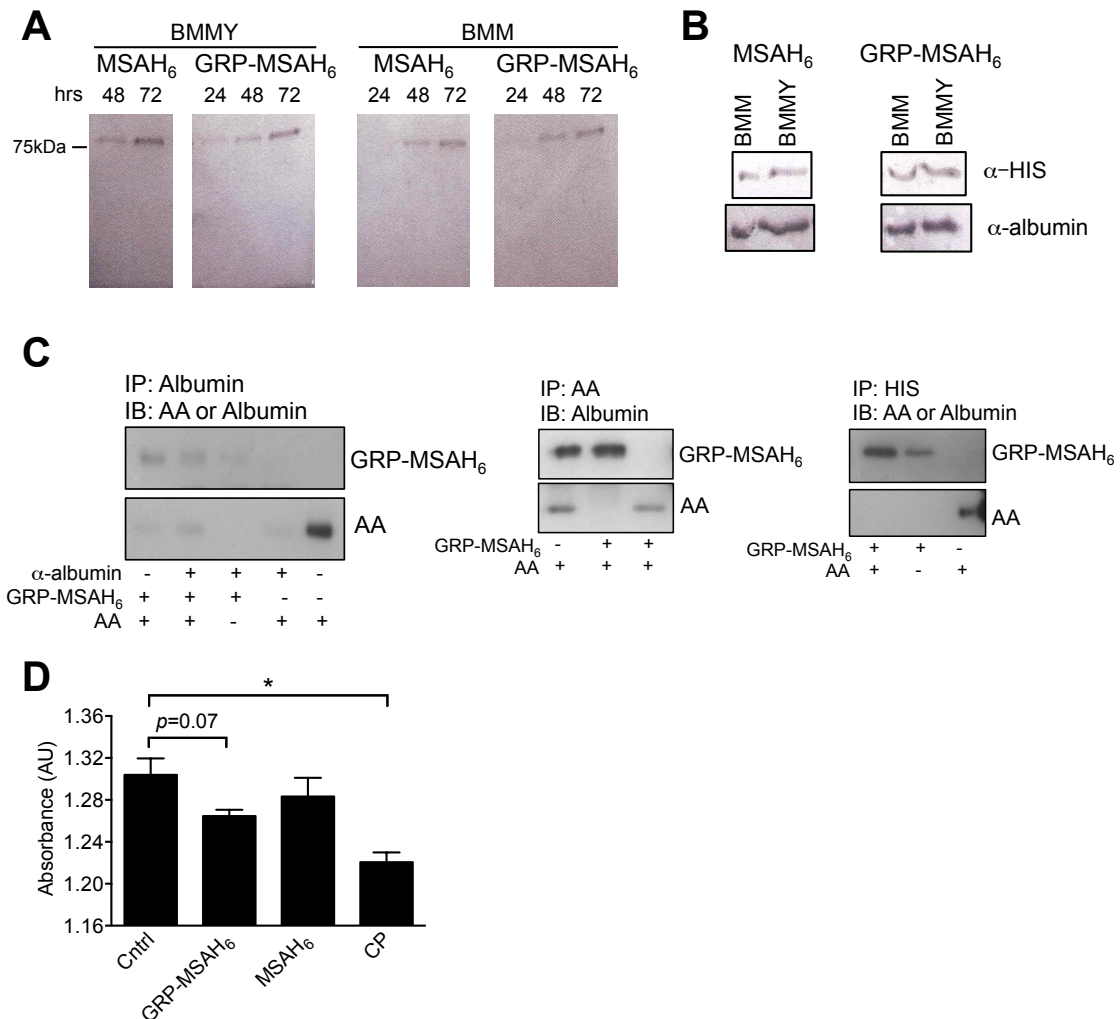 A
BMMY
BMM
MSAH6 GRP-MSAH6 MSAH6 GRP-MSAH6
hrs 48 72 24 48 72 24 48 72 24 48 72
75kDa
B
MSAH6 GRP-MSAH6
BMM BMMY BMM BMMY
α-HIS
α-albumin
C
IP: Albumin
IB: AA or Albumin
GRP-MSAH6
AA
α-albumin - + + + -
GRP-MSAH6 + + + - -
AA + + - + +
IP: AA
IB: Albumin
GRP-MSAH6
AA
GRP-MSAH6 - + +
AA + + +
IP: HIS
IB: AA or Albumin
GRP-MSAH6
AA
GRP-MSAH6 + + -
AA + - +
D
Absorbance (AU)
1.36
1.32
1.28
1.24
1.20
1.16
*
p=0.07
Cntrl
GRP-MSAH6
MSAH6
CP